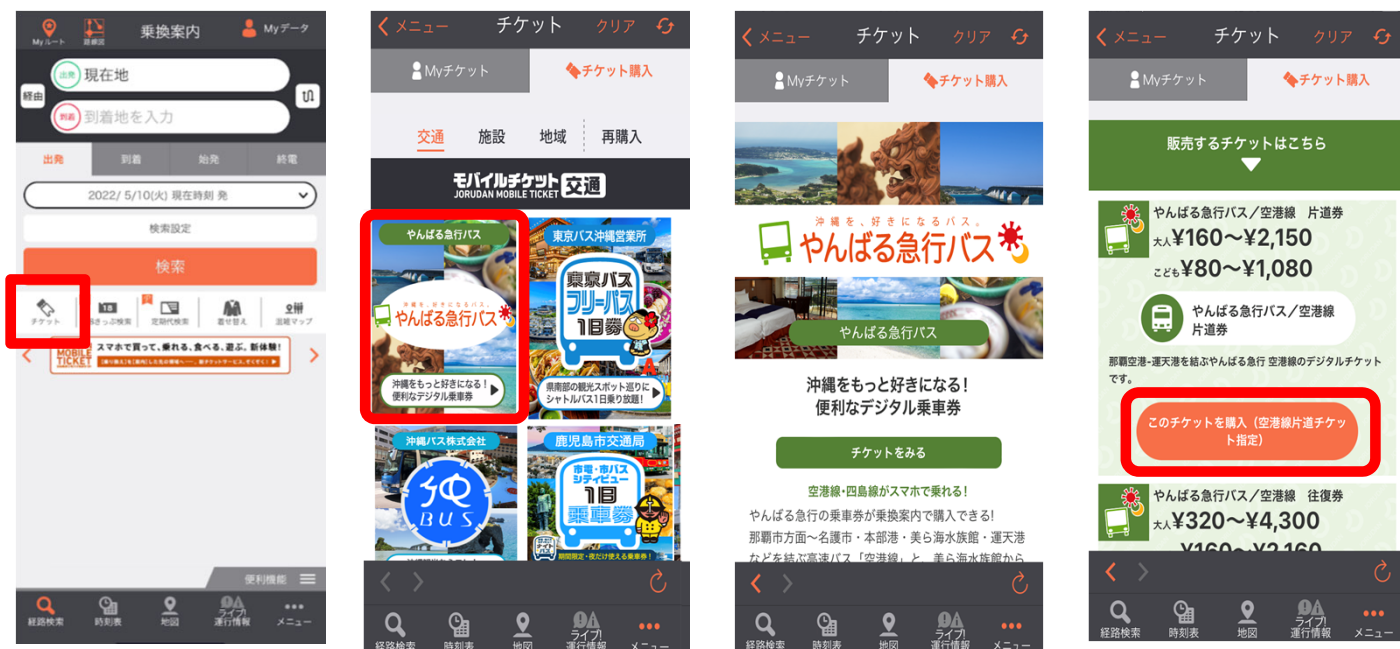 Myルート
路線図
乗換案内
Myデータ
出発
現在地
経由
到着
到着地を入力
出発
到着
始発
終電
2022/ 5/10(火) 現在時刻 発
検索設定
検索
チケット
きっぷ検索
定期代検索
着せ替え
混雑マップ
MOBILE
TICKET
スマホで買って、乗れる、食べる、遊ぶ、新体験!
便利機能
経路検索
時刻表
地図
ライブ!
運行情報
メニュー
メニュー
チケット
クリア
Myチケット
チケット購入
交通
施設
地域
再購入
モバイルチケット 交通
JORUDAN MOBILE TICKET
やんばる急行バス
沖縄を、好きになるバス。
やんばる急行バス
沖縄をもっと好きになる!
便利なデジタル乗車券
東京バス沖縄営業所
東京バス
フリーパス
1日券
県南部の観光スポット巡りに
シャトルバス1日乗り放題!
沖縄バス株式会社
BUS
鹿児島市交通局
市電・市バス
シティビュー
1日
乗車券
期間限定・夜だけ使える乗車券!
経路検索
時刻表
地図
ライブ!
運行情報
メニュー
メニュー
チケット
クリア
Myチケット
チケット購入
沖縄を、好きになるバス。
やんばる急行バス
やんばる急行バス
沖縄をもっと好きになる!
便利なデジタル乗車券
チケットをみる
空港線・四島線がスマホで乗れる!
やんばる急行の乗車券が乗換案内で購入できる!
那覇市方面～名護市・本部港・美ら海水族館・運天港
などを結ぶ高速バス「空港線」と、美ら海水族館から
経路検索
時刻表
地図
ライブ!
運行情報
メニュー
メニュー
チケット
クリア
Myチケット
チケット購入
販売するチケットはこちら
やんばる急行バス／空港線 片道券
大人¥160～¥2,150
こども¥80～¥1,080
やんばる急行バス／空港線
片道券
那覇空港-運天港を結ぶやんばる急行 空港線のデジタルチケット
です。
このチケットを購入（空港線片道チケッ
ト指定）
やんばる急行バス／空港線 往復券
大人¥320～¥4,300
¥160～¥2,160
経路検索
時刻表
地図
ライブ!
運行情報
メニュー